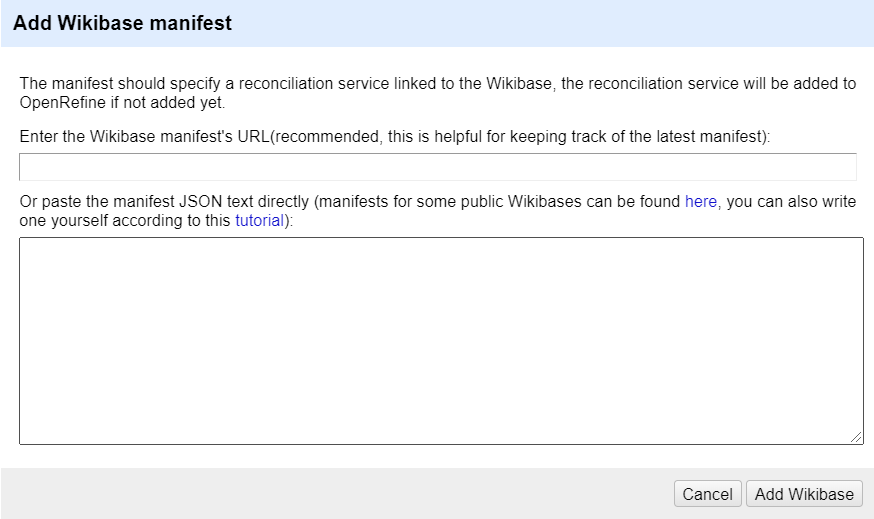 Add Wikibase manifest
The manifest should specify a reconciliation service linked to the Wikibase, the reconciliation service will be added to
OpenRefine if not added yet.
Enter the Wikibase manifest's URL(recommended, this is helpful for keeping track of the latest manifest):
Or paste the manifest JSON text directly (manifests for some public Wikibases can be found here, you can also write
one yourself according to this tutorial):
Cancel Add Wikibase